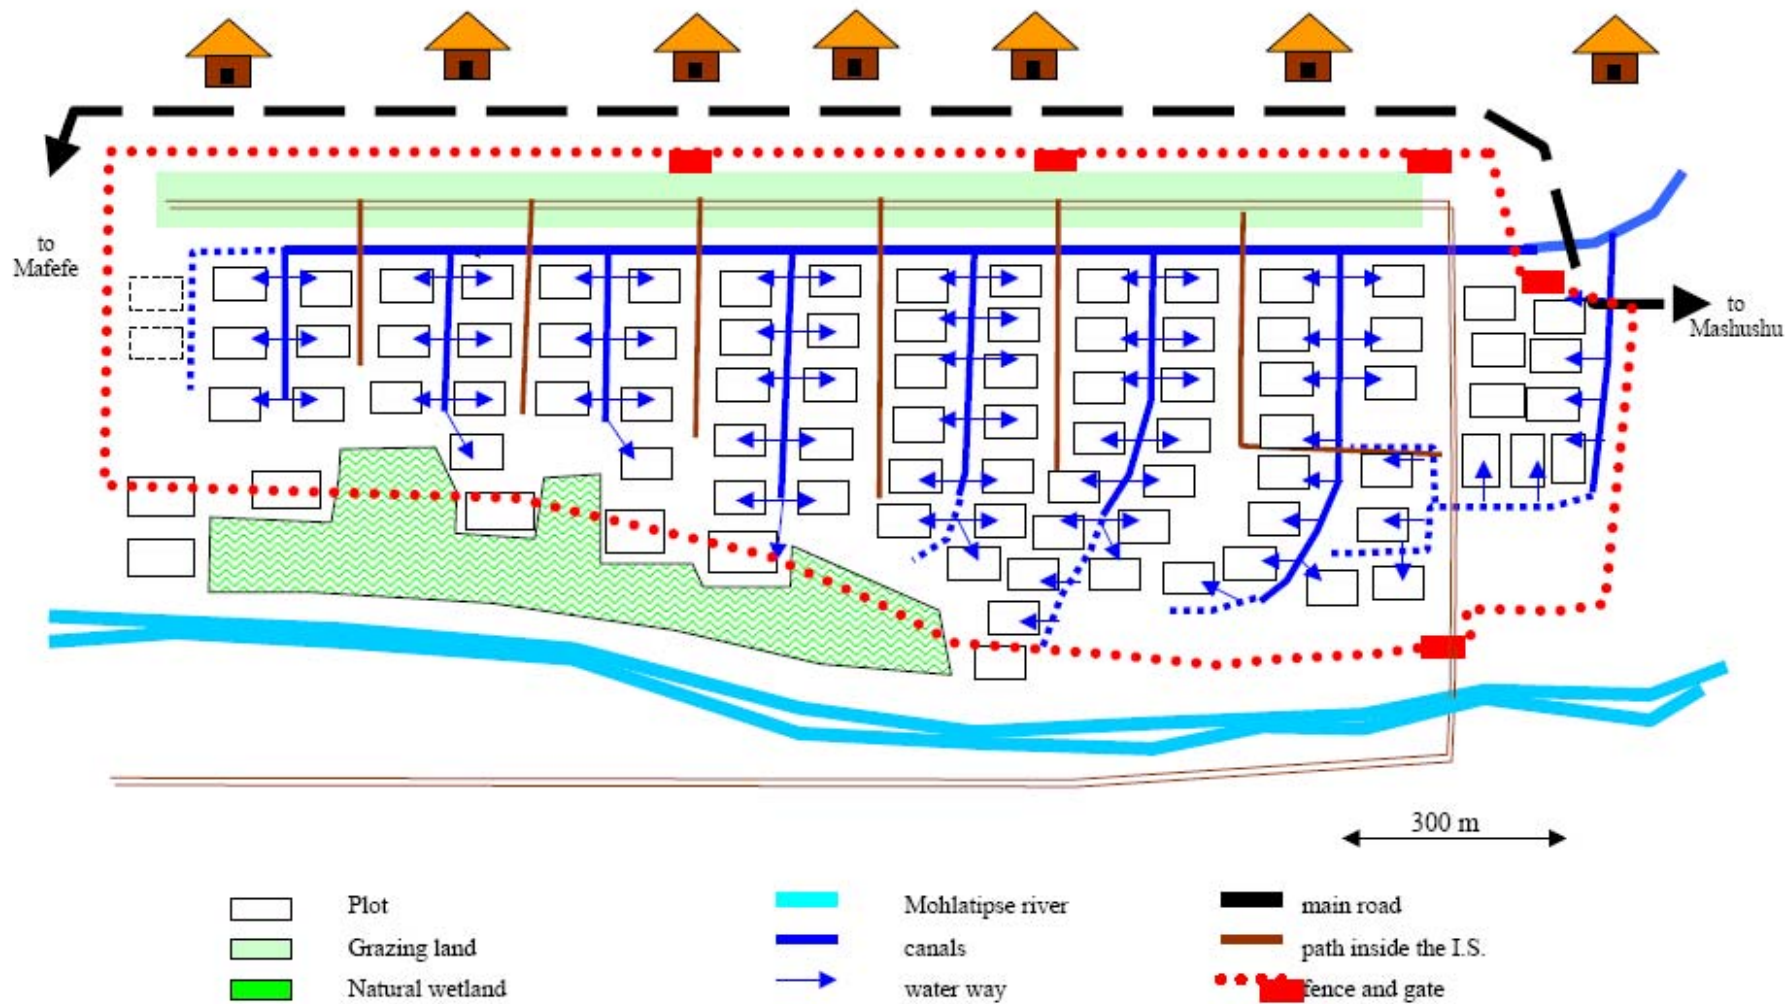 to
Mafefe
to
Mashushu
300 m
Plot
Mohlatipse river
main road
Grazing land
canals
path inside the I.S.
Natural wetland
water way
fence and gate